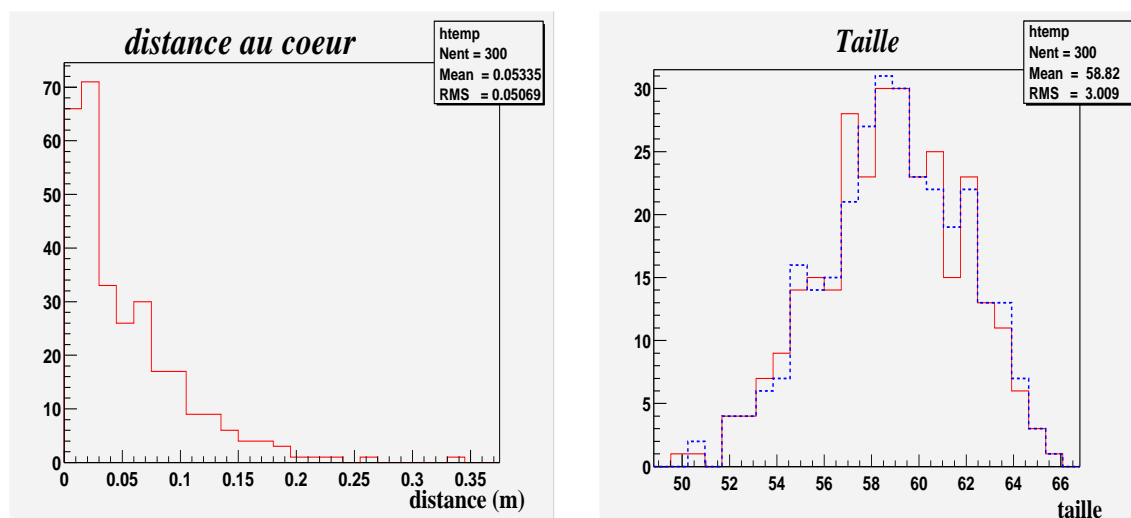 distance au coeur
htemp
Nent = 300
Mean = 0.05335
RMS = 0.05069
70
60
50
40
30
20
10
0
0 0.05 0.1 0.15 0.2 0.25 0.3 0.35
distance (m)
Taille
htemp
Nent = 300
Mean = 58.82
RMS = 3.009
30
25
20
15
10
5
0
50 52 54 56 58 60 62 64 66
taille